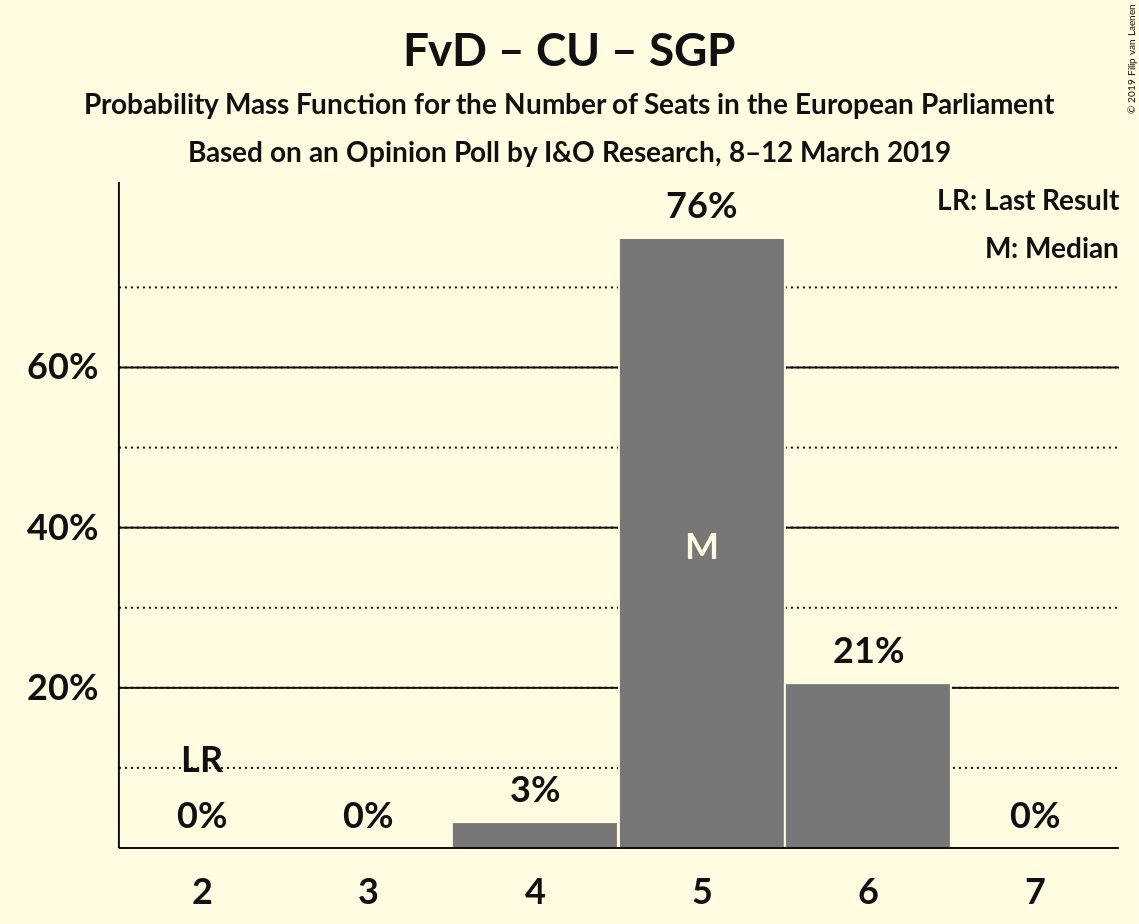 FvD – CU – SGP
Probability Mass Function for the Number of Seats in the European Parliament
Based on an Opinion Poll by I&O Research, 8–12 March 2019
© 2019 Filip van Laenen
LR: Last Result
M: Median
76%
60%
40%
M
21%
20%
LR
3%
0%
0%
0%
2
3
4
5
6
7